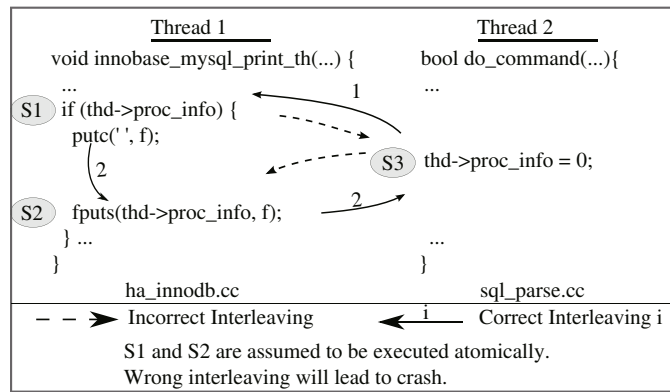 Thread 1 Thread 2
void innobase_mysql_print_th(...) { bool do_command(...){
... ...
1
S1 if (thd->proc_info) {
putc(' ', f);
S3 thd->proc_info = 0;
2
2
S2 fputs(thd->proc_info, f);
} ... ...
} }
ha_innodb.cc sql_parse.cc
Incorrect Interleaving i Correct Interleaving i
S1 and S2 are assumed to be executed atomically.
Wrong interleaving will lead to crash.